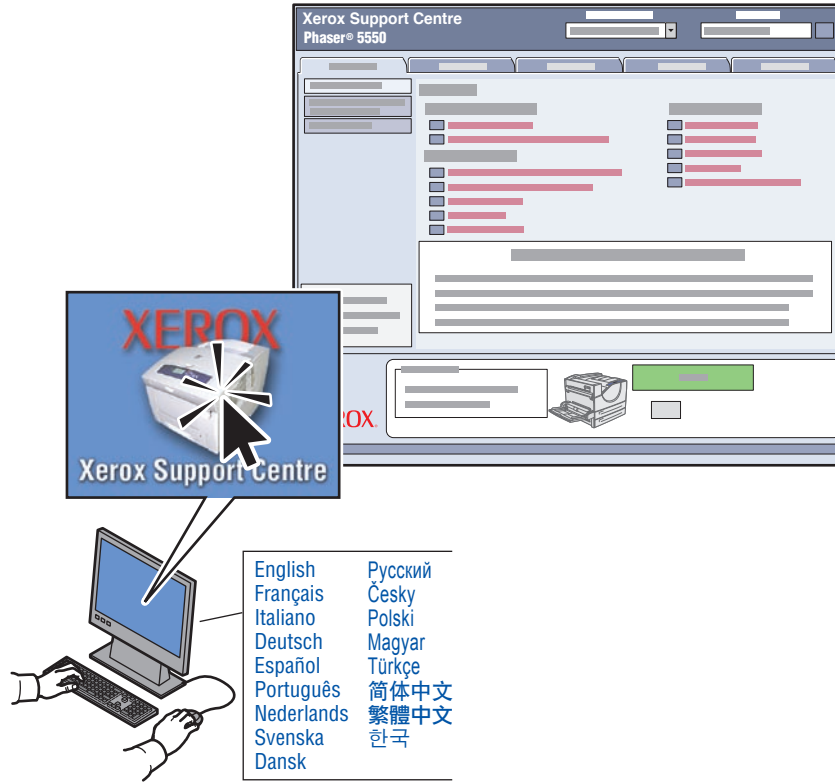 Xerox Support Centre
Phaser® 5550
XEROX
Xerox Support Centre
OX.
English
Français
Italiano
Deutsch
Español
Português
Nederlands
Svenska
Dansk
Русский
Česky
Polski
Magyar
Türkçe
简体中文
繁體中文
한국